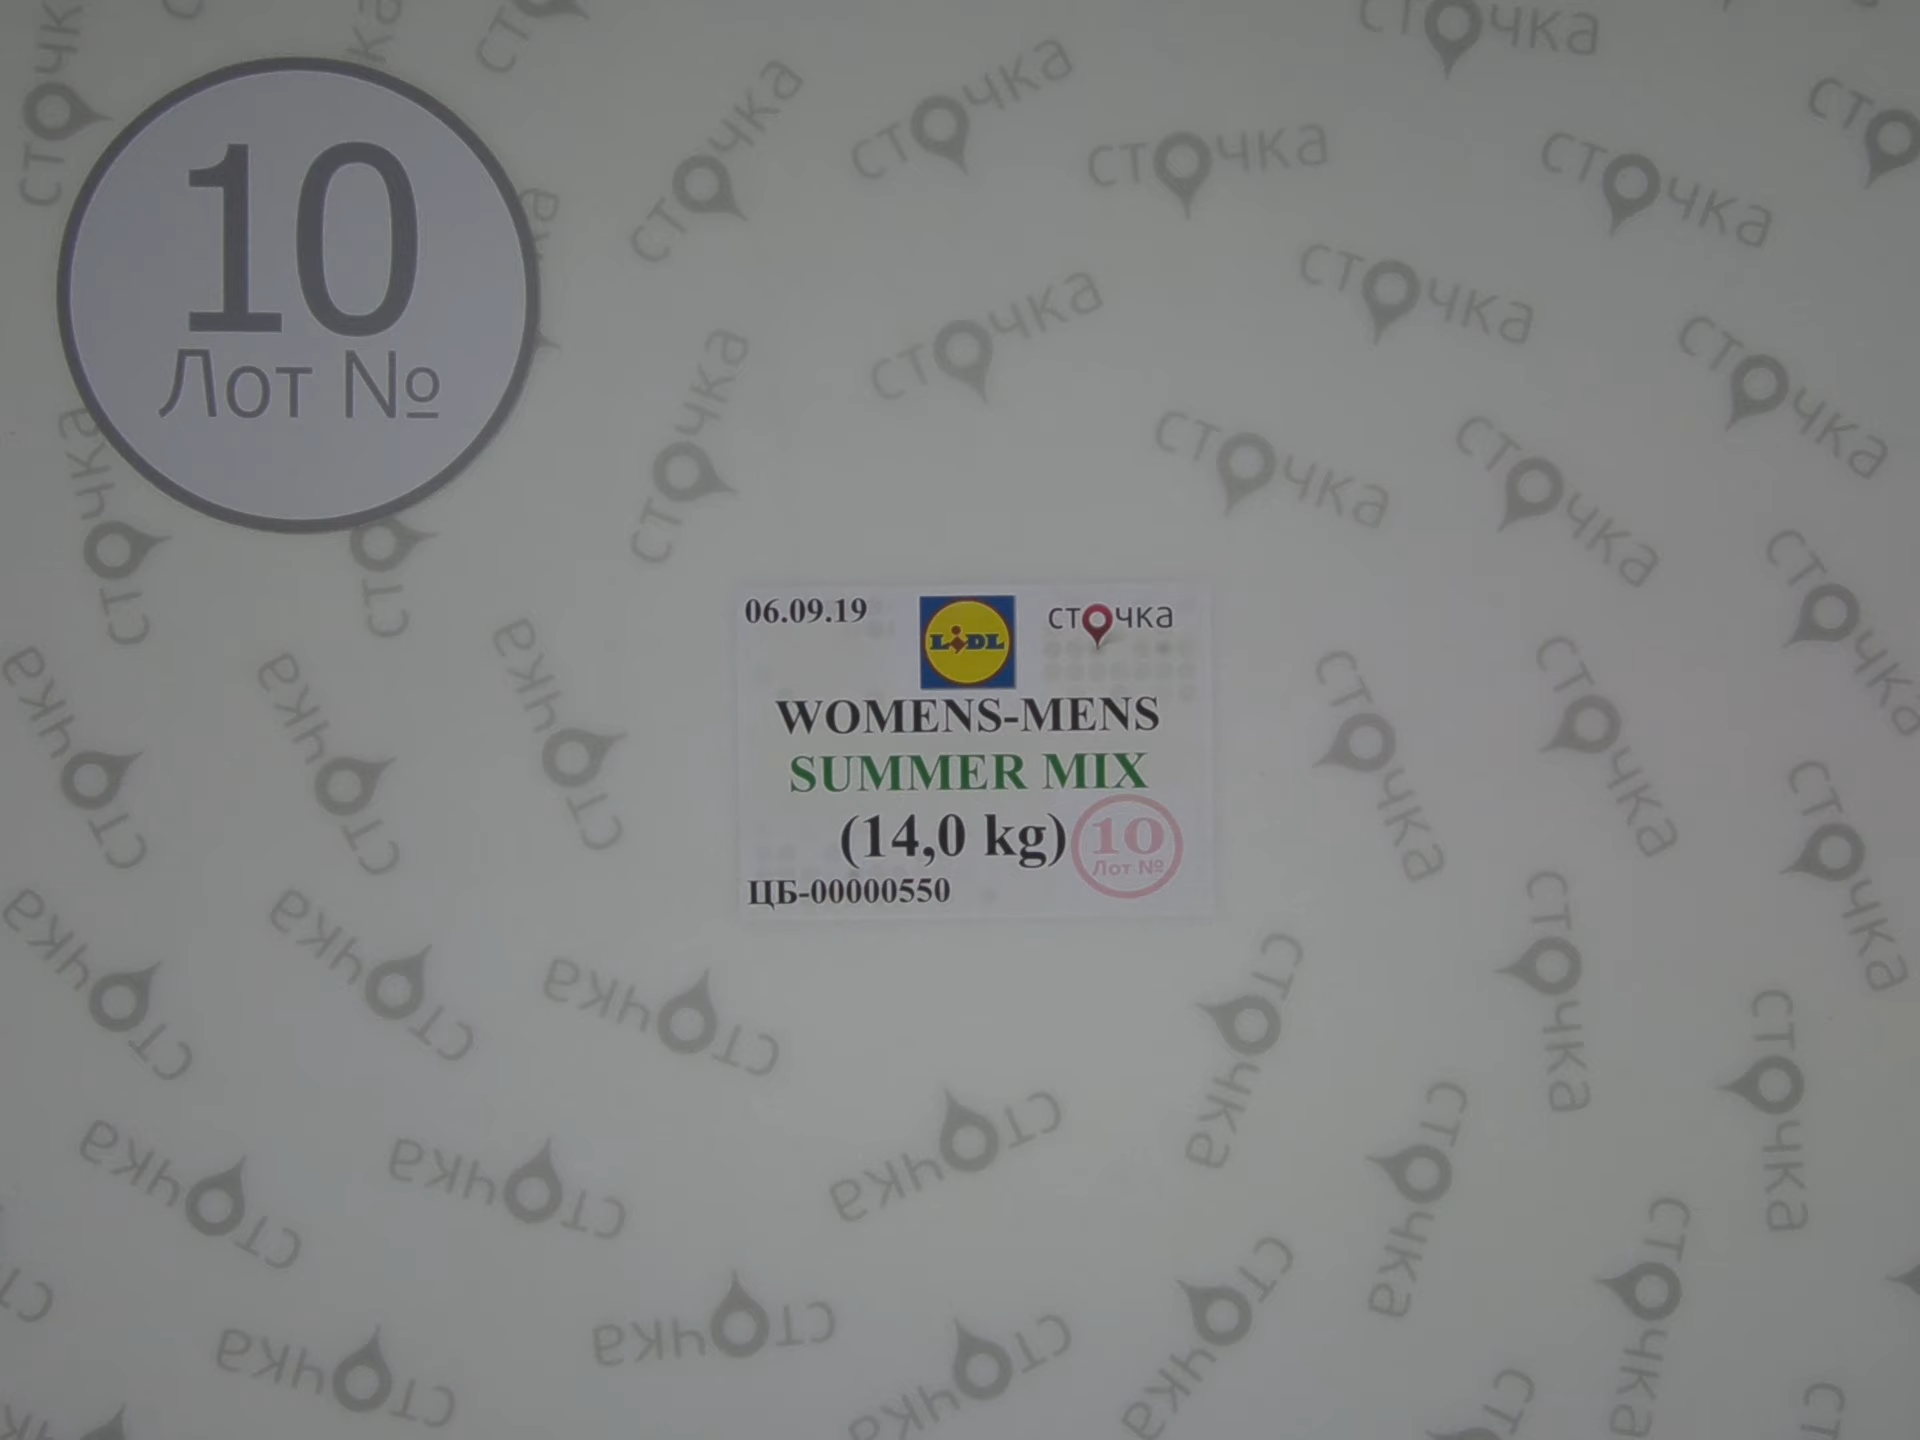 10
Лот №
06.09.19
LIDL
сточка
WOMENS-MENS
SUMMER MIX
(14,0 kg)
10
Лот №
ЦБ-00000550
сточка